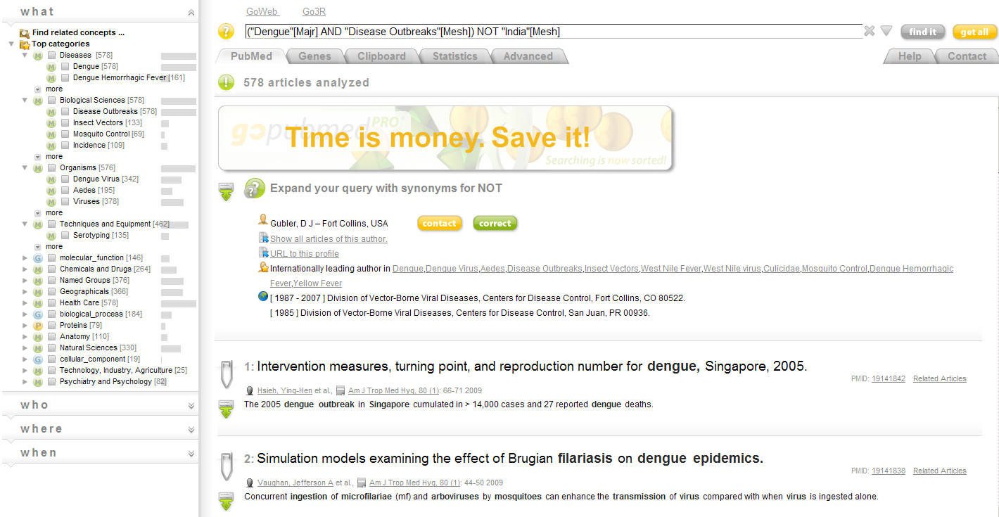 what
Find related concepts ...
Top categories
M Diseases [578]
M Dengue [578]
M Dengue Hemorrhagic Fever [161]
more
M Biological Sciences [578]
M Disease Outbreaks [578]
M Insect Vectors [133]
M Mosquito Control [69]
M Incidence [109]
more
M Organisms [576]
M Dengue Virus [342]
M Aedes [195]
M Viruses [378]
more
M Techniques and Equipment [462]
M Serotyping [135]
more
G molecular_function [146]
M Chemicals and Drugs [264]
M Named Groups [376]
M Geographicals [366]
M Health Care [578]
G biological_process [184]
P Proteins [79]
M Anatomy [110]
M Natural Sciences [330]
G cellular_component [19]
M Technology, Industry, Agriculture [25]
M Psychiatry and Psychology [82]
who
where
when
GoWeb Go3R
? ("Dengue"[Majr] AND "Disease Outbreaks"[Mesh]) NOT "India"[Mesh] find it get all
PubMed Genes Clipboard Statistics Advanced Help Contact
! 578 articles analyzed
gopubmed PRO
Time is money. Save it!
Searching is now sorted!
? Expand your query with synonyms for NOT
Gubler, D J – Fort Collins, USA contact correct
Show all articles of this author.
URL to this profile
Internationally leading author in Dengue,Dengue Virus,Aedes,Disease Outbreaks,Insect Vectors,West Nile Fever,West Nile virus,Culicidae,Mosquito Control,Dengue Hemorrhagic
Fever,Yellow Fever
[ 1987 - 2007 ] Division of Vector-Borne Viral Diseases, Centers for Disease Control, Fort Collins, CO 80522.
[ 1985 ] Division of Vector-Borne Viral Diseases, Centers for Disease Control, San Juan, PR 00936.
1: Intervention measures, turning point, and reproduction number for dengue, Singapore, 2005.
PMID: 19141842 Related Articles
Hsieh, Ying-Hen et al., Am J Trop Med Hyg, 80 (1): 66-71 2009
The 2005 dengue outbreak in Singapore cumulated in > 14,000 cases and 27 reported dengue deaths.
2: Simulation models examining the effect of Brugian filariasis on dengue epidemics.
PMID: 19141838 Related Articles
Vaughan, Jefferson A et al., Am J Trop Med Hyg, 80 (1): 44-50 2009
Concurrent ingestion of microfilariae (mf) and arboviruses by mosquitoes can enhance the transmission of virus compared with when virus is ingested alone.